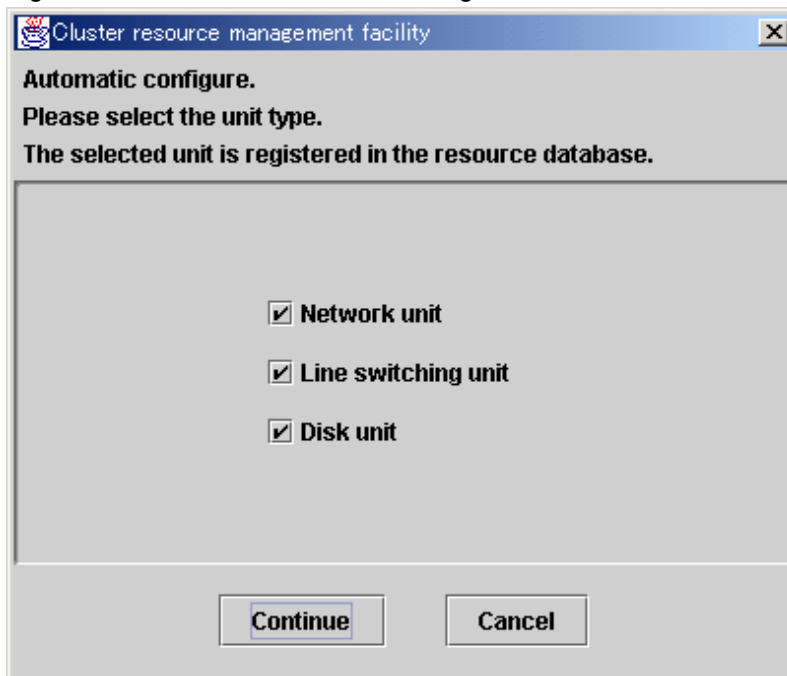 Cluster resource management facility
Automatic configure.
Please select the unit type.
The selected unit is registered in the resource database.
Network unit
Line switching unit
Disk unit
Continue Cancel